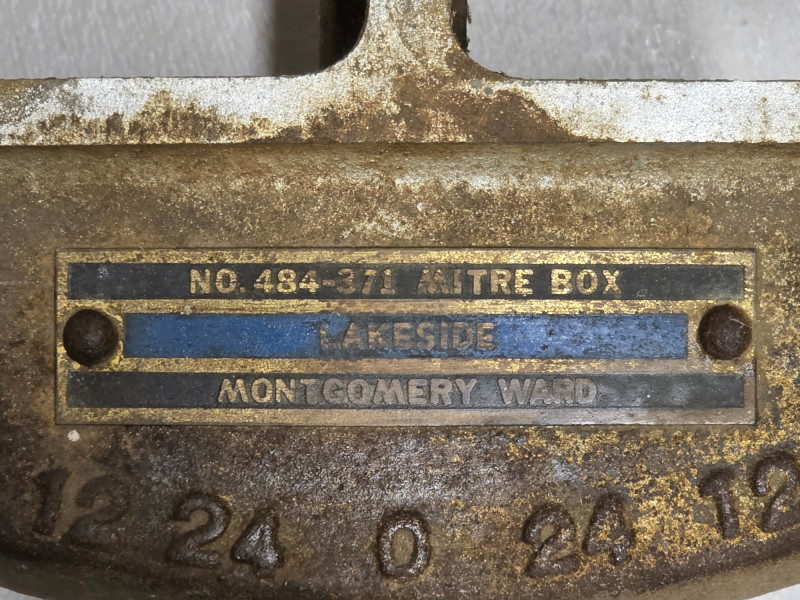 NO. 484-371 MITRE BOX
LAKESIDE
MONTGOMERY WARD
12 24 0 24 12